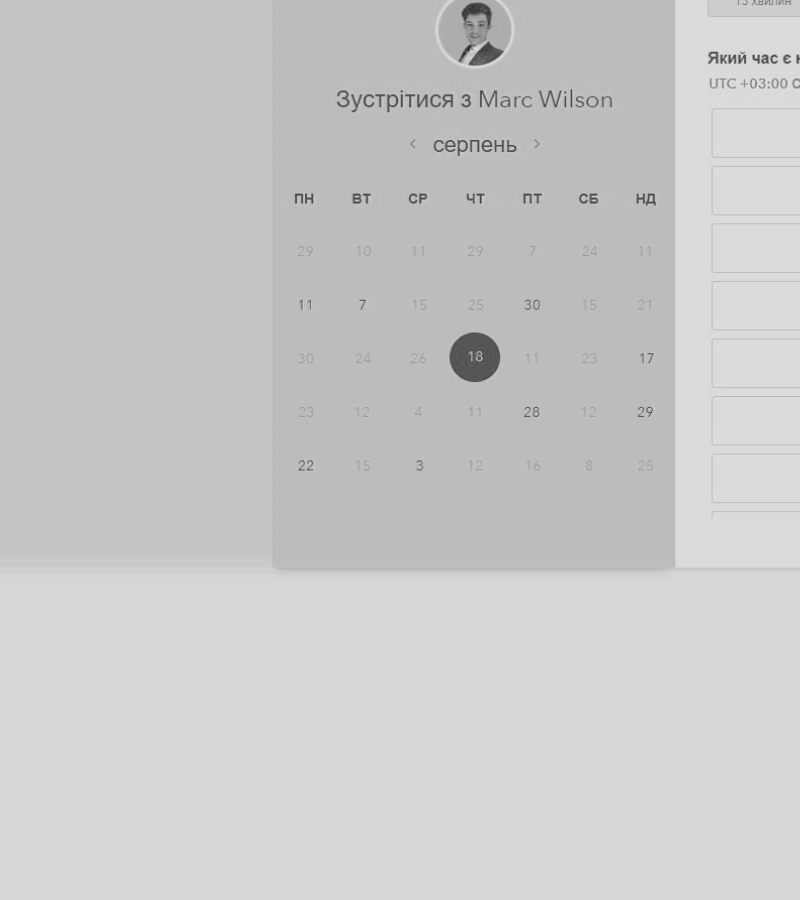 15 хвилин
Зустрітися з Marc Wilson
серпень
ПН ВТ СР ЧТ ПТ СБ НД
29 10 11 29 7 24 11
11 7 15 25 30 15 21
30 24 26 18 11 23 17
23 12 4 11 28 12 29
22 15 3 12 16 8 25
Який час є
UTC +03:00